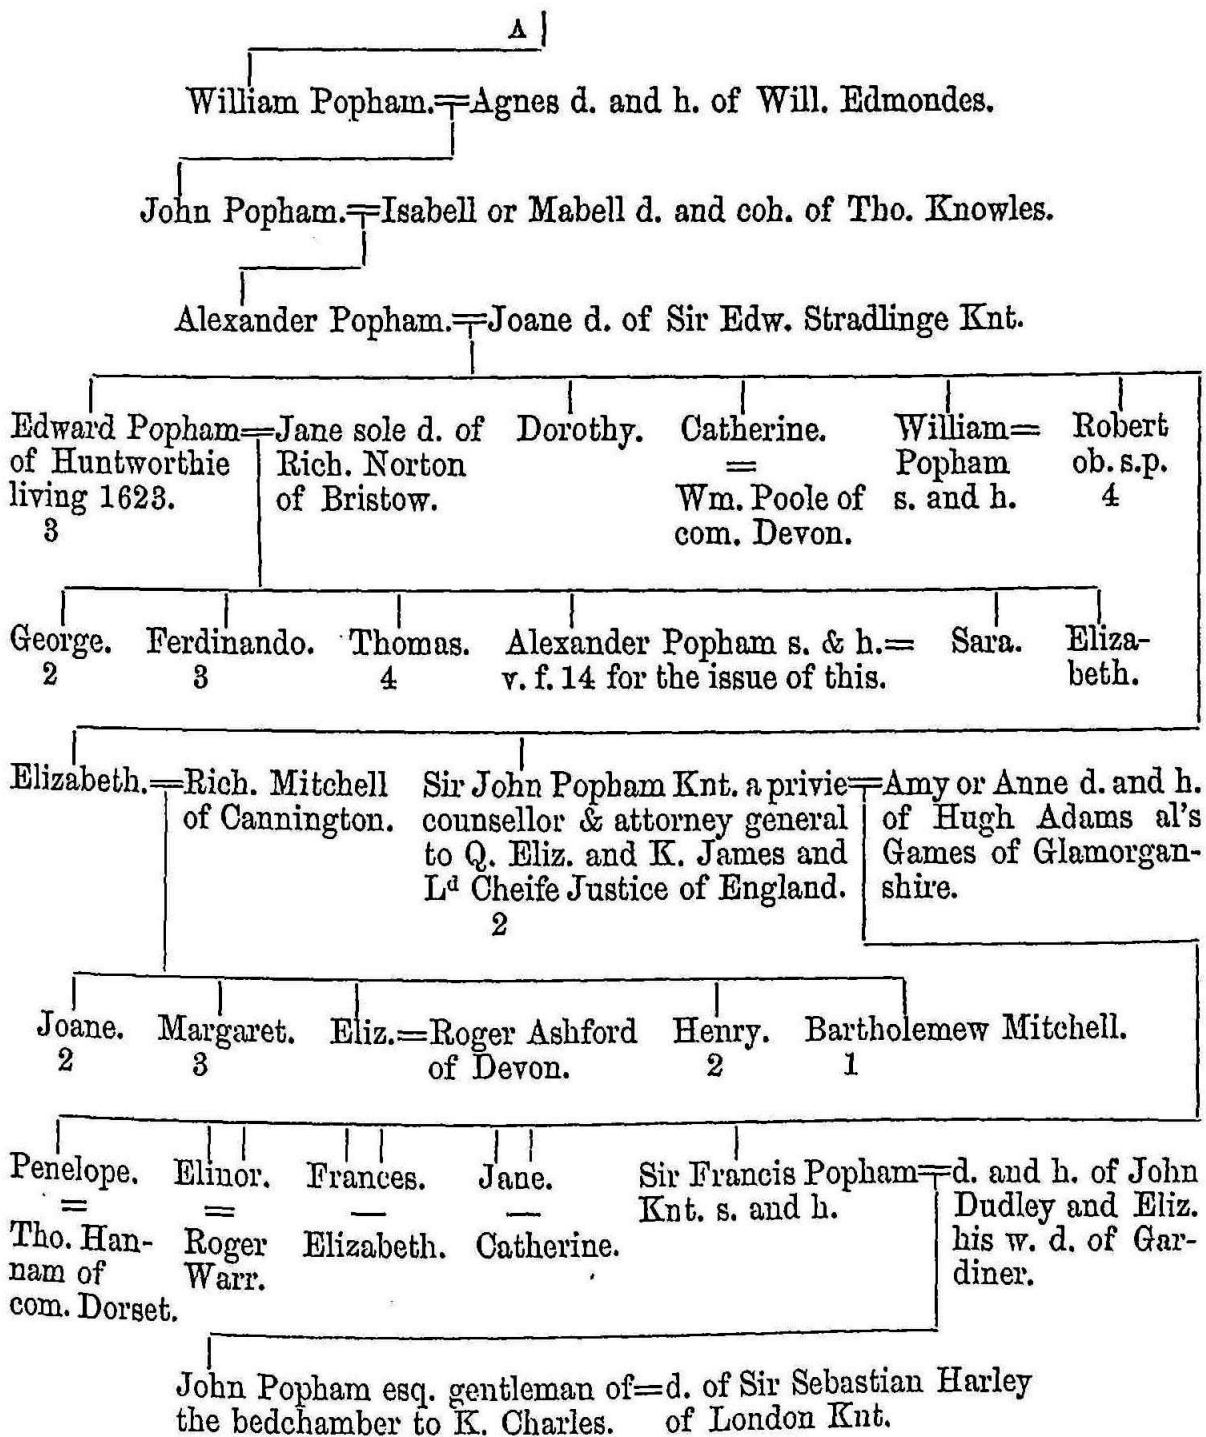 A
William Popham.=Agnes d. and h. of Will. Edmondes.
John Popham.=Isabell or Mabell d. and coh. of Tho. Knowles.
Alexander Popham.=Joane d. of Sir Edw. Stradlinge Knt.
Edward Popham=
of Huntworthie
living 1623.
3
Jane sole d. of
Rich. Norton
of Bristow.
Dorothy.
Catherine.
=
Wm. Poole of
com. Devon.
William=
Popham
s. and h.
Robert
ob. s.p.
4
George.
2
Ferdinando.
3
Thomas.
4
Alexander Popham s. & h.=
v. f. 14 for the issue of this.
Sara.
Eliza-
beth.
Elizabeth.=
Rich. Mitchell
of Cannington.
Sir John Popham Knt. a privie=
counsellor & attorney general
to Q. Eliz. and K. James and
Ld Cheife Justice of England.
2
Amy or Anne d. and h.
of Hugh Adams al's
Games of Glamorgan-
shire.
Joane.
2
Margaret.
3
Eliz.=Roger Ashford
of Devon.
Henry.
2
Bartholemew Mitchell.
1
Penelope.
=
Tho. Han-
nam of
com. Dorset.
Elinor.
=
Roger
Warr.
Frances.
—
Elizabeth.
Jane.
—
Catherine.
Sir Francis Popham=
Knt. s. and h.
d. and h. of John
Dudley and Eliz.
his w. d. of Gar-
diner.
John Popham esq. gentleman of=
the bedchamber to K. Charles.
d. of Sir Sebastian Harley
of London Knt.